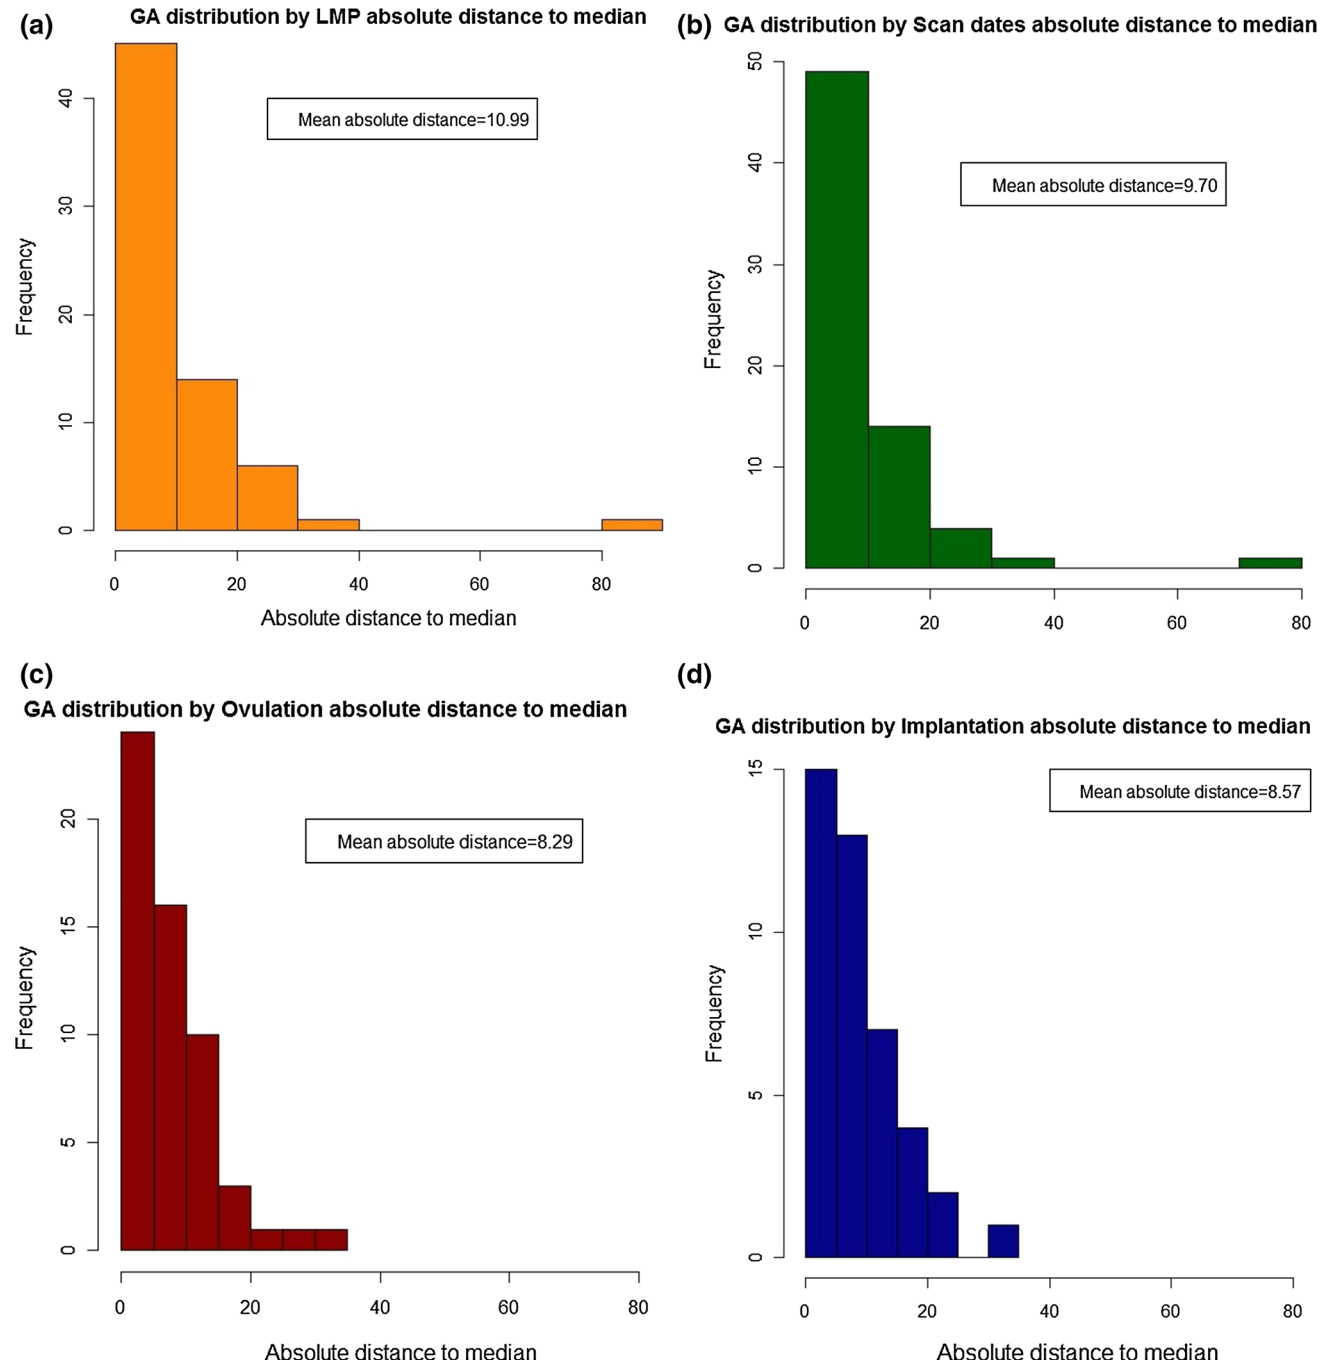 (a)
GA distribution by LMP absolute distance to median
Mean absolute distance=10.99
Frequency
0
10
20
30
40
0 20 40 60 80
Absolute distance to median
(b)
GA distribution by Scan dates absolute distance to median
Mean absolute distance=9.70
Frequency
0
10
20
30
40
50
0 20 40 60 80
(c)
GA distribution by Ovulation absolute distance to median
Mean absolute distance=8.29
Frequency
0
5
10
15
20
0 20 40 60 80
Absolute distance to median
(d)
GA distribution by Implantation absolute distance to median
Mean absolute distance=8.57
Frequency
0
5
10
15
0 20 40 60 80
Absolute distance to median